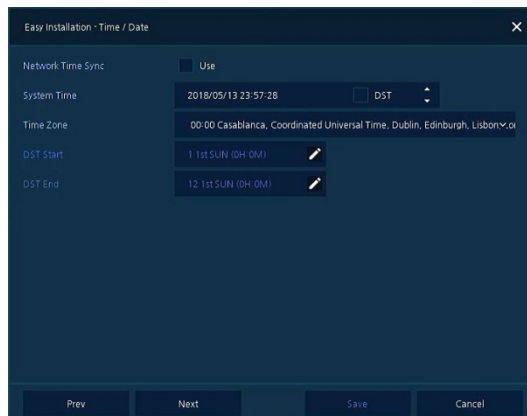 Easy Installation - Time / Date
Network Time Sync Use
System Time 2018/05/13 23:57:28 DST
Time Zone 00:00 Casablanca, Coordinated Universal Time, Dublin, Edinburgh, Lisbon
DST Start 1 1st SUN (0H 0M)
DST End 12 1st SUN (0H 0M)
Prev Next Save Cancel